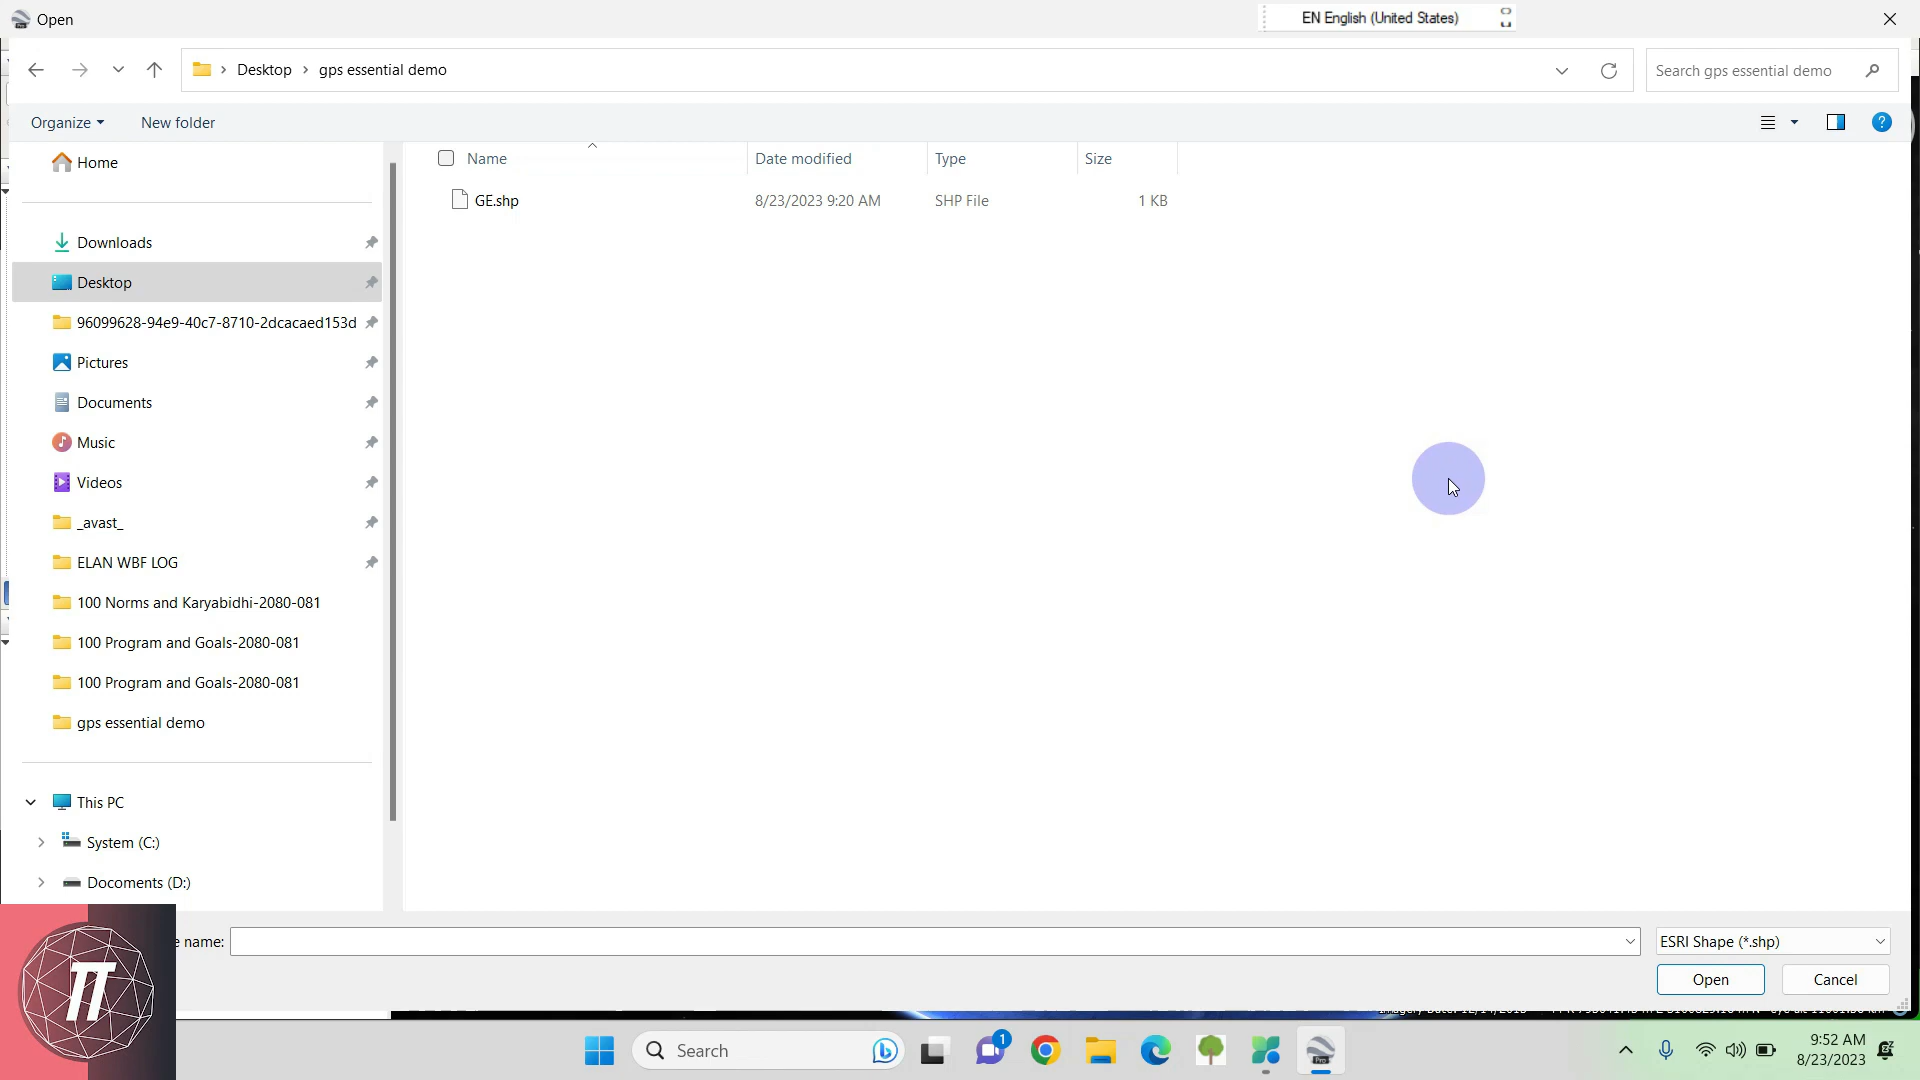 Open
EN English (United States)
Desktop > gps essential demo
Search gps essential demo
Organize
New folder
Home
Downloads
Desktop
96099628-94e9-40c7-8710-2dcacaed153d
Pictures
Documents
Music
Videos
_avast_
ELAN WBF LOG
100 Norms and Karyabidhi-2080-081
100 Program and Goals-2080-081
100 Program and Goals-2080-081
gps essential demo
This PC
System (C:)
Docoments (D:)
Name Date modified Type Size
GE.shp 8/23/2023 9:20 AM SHP File 1 KB
e name:
ESRI Shape (*.shp)
Open
Cancel
Search
1
Pro
9:52 AM
8/23/2023